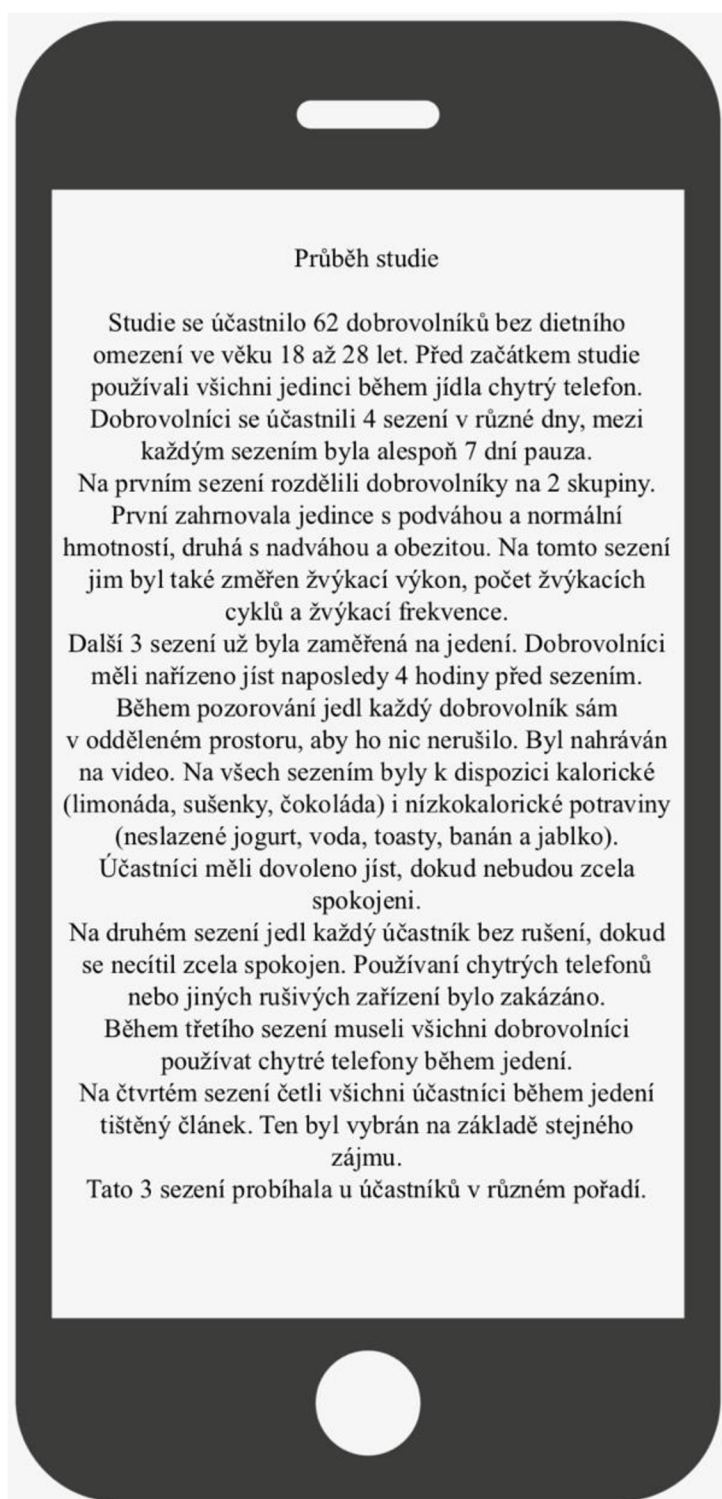 Průběh studie
Studie se účastnilo 62 dobrovolníků bez dietního
omezení ve věku 18 až 28 let. Před začátkem studie
používali všichni jedinci během jídla chytrý telefon.
Dobrovolníci se účastnili 4 sezení v různé dny, mezi
každým sezením byla alespoň 7 dní pauza.
Na prvním sezení rozdělili dobrovolníky na 2 skupiny.
První zahrnovala jedince s podváhou a normální
hmotností, druhá s nadváhou a obezitou. Na tomto sezení
jim byl také změřen žvýkací výkon, počet žvýkacích
cyklů a žvýkací frekvence.
Další 3 sezení už byla zaměřená na jedení. Dobrovolníci
měli nařízeno jíst naposledy 4 hodiny před sezením.
Během pozorování jedl každý dobrovolník sám
v odděleném prostoru, aby ho nic nerušilo. Byl nahráván
na video. Na všech sezením byly k dispozici kalorické
(limonáda, sušenky, čokoláda) i nízkokalorické potraviny
(neslazené jogurt, voda, toasty, banán a jablko).
Účastníci měli dovoleno jíst, dokud nebudou zcela
spokojeni.
Na druhém sezení jedl každý účastník bez rušení, dokud
se necítil zcela spokojen. Používaní chytrých telefonů
nebo jiných rušivých zařízení bylo zakázáno.
Během třetího sezení museli všichni dobrovolníci
používat chytré telefony během jedení.
Na čtvrtém sezení četli všichni účastníci během jedení
tištěný článek. Ten byl vybrán na základě stejného
zájmu.
Tato 3 sezení probíhala u účastníků v různém pořadí.